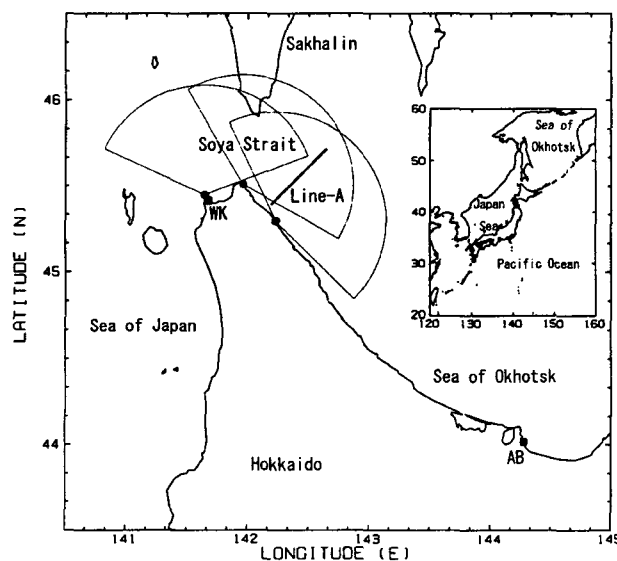 Sakhalin
46
Soya Strait
Line-A
WK
45
LATITUDE (N)
Sea of Japan
Sea of Okhotsk
44
AB
Hokkaido
141
142
143
144
145
LONGITUDE (E)
60
50
40
30
20
120
130
140
150
160
Sea of
Okhotsk
Japan
Sea
Pacific Ocean